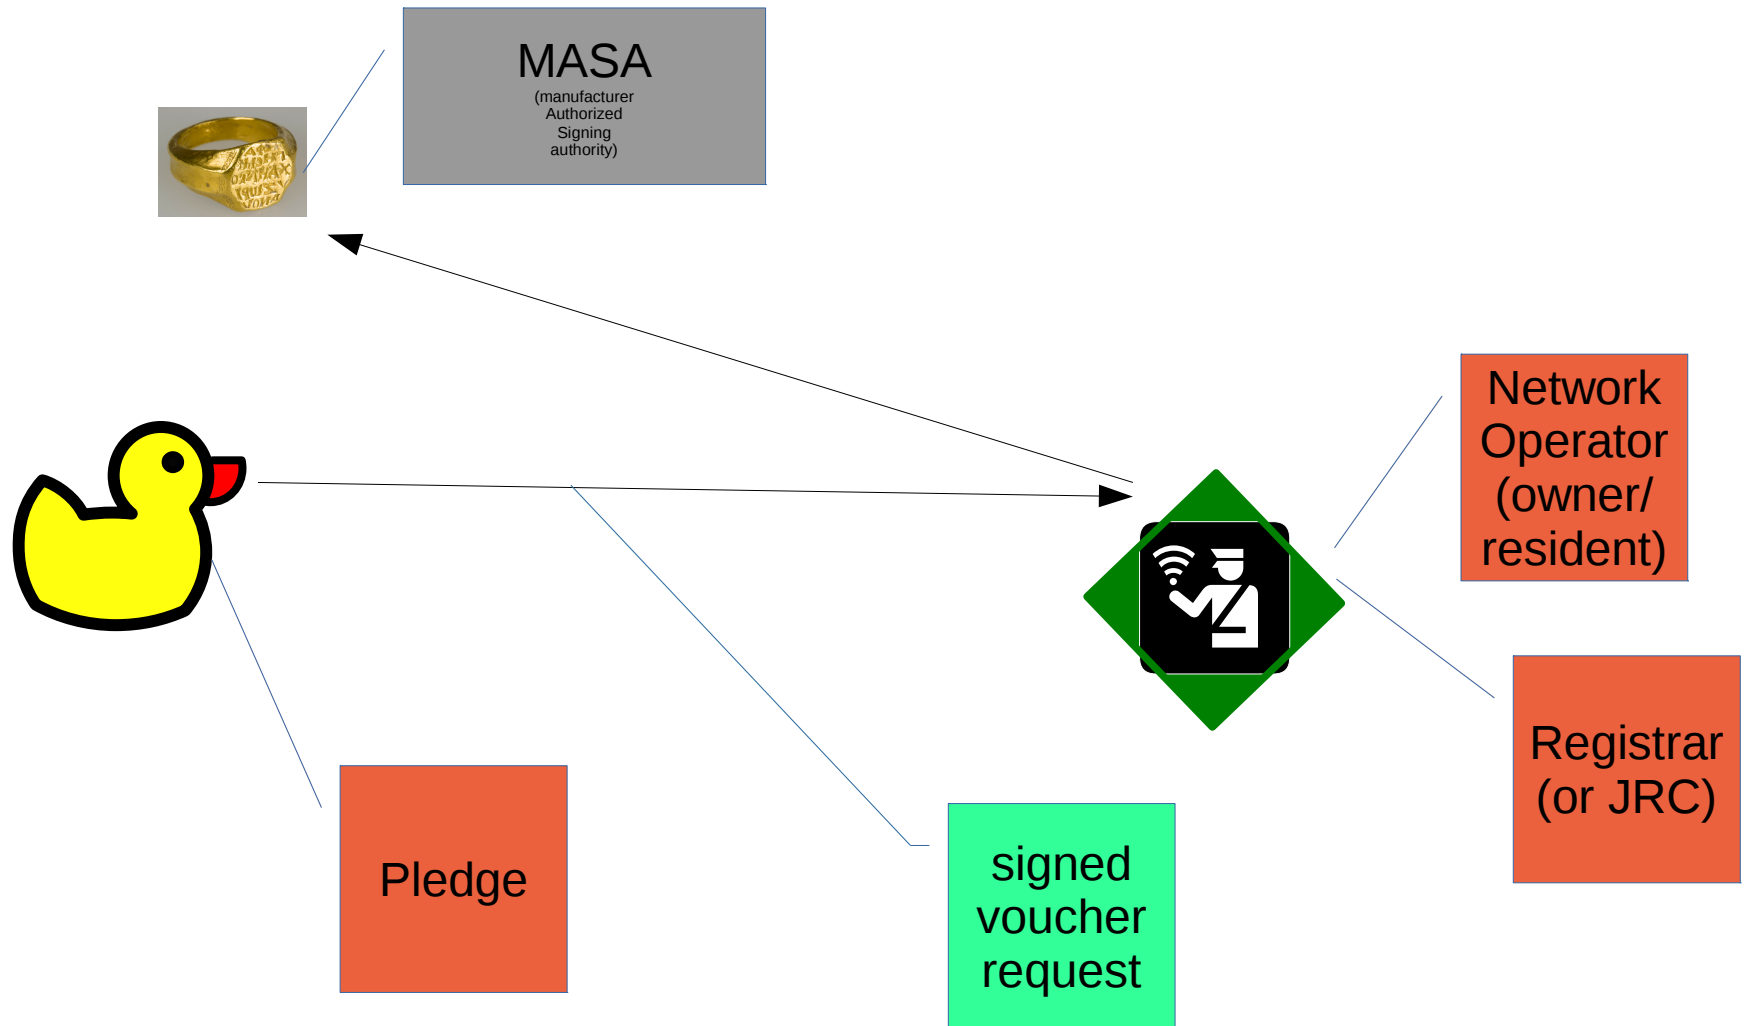 MASA
(manufacturer
Authorized
Signing
authority)
Network
Operator
(owner/
resident)
Registrar
(or JRC)
Pledge
signed
voucher
request